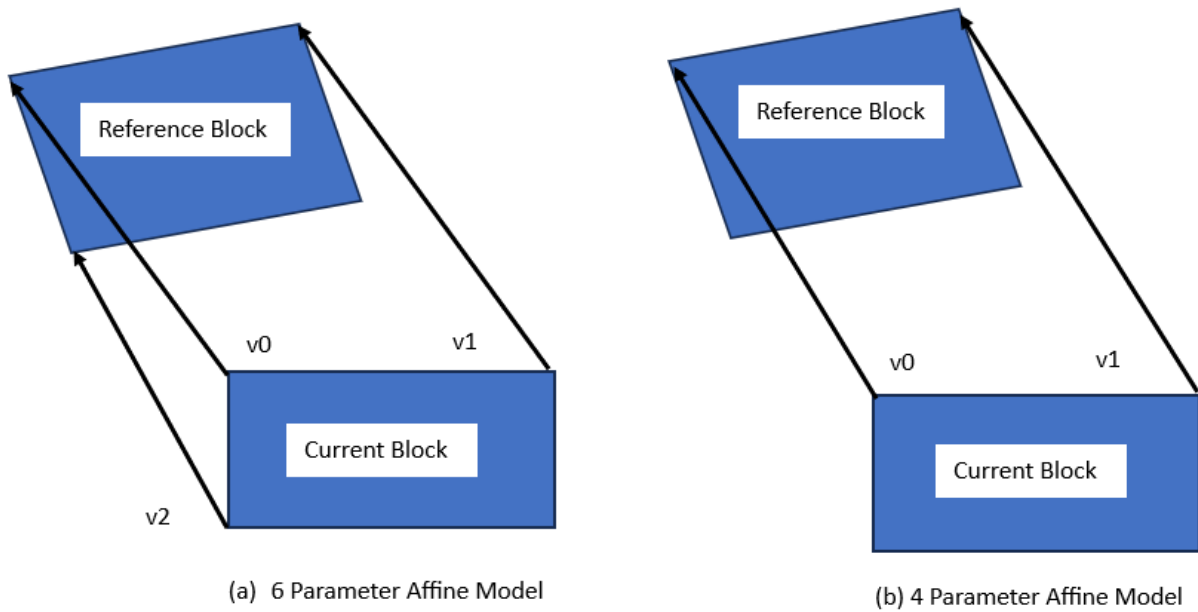 Reference Block
v0
v1
Current Block
v2
(a) 6 Parameter Affine Model
Reference Block
v0
v1
Current Block
(b) 4 Parameter Affine Model